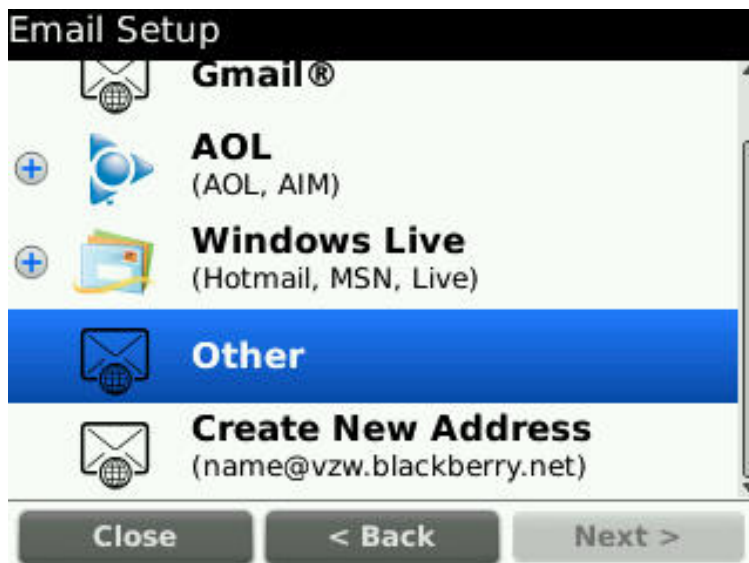 Email Setup
Gmail®
AOL
(AOL, AIM)
Windows Live
(Hotmail, MSN, Live)
Other
Create New Address
(name@vzw.blackberry.net)
Close
< Back
Next >